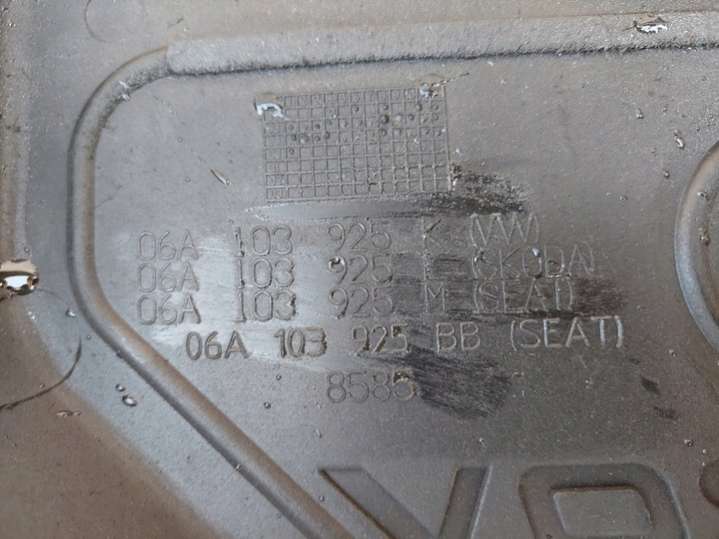 06A 103 925 K (VW)
06A 103 925 (SKODA)
06A 103 925 M (SEAT)
06A 103 925 BB (SEAT)
8585